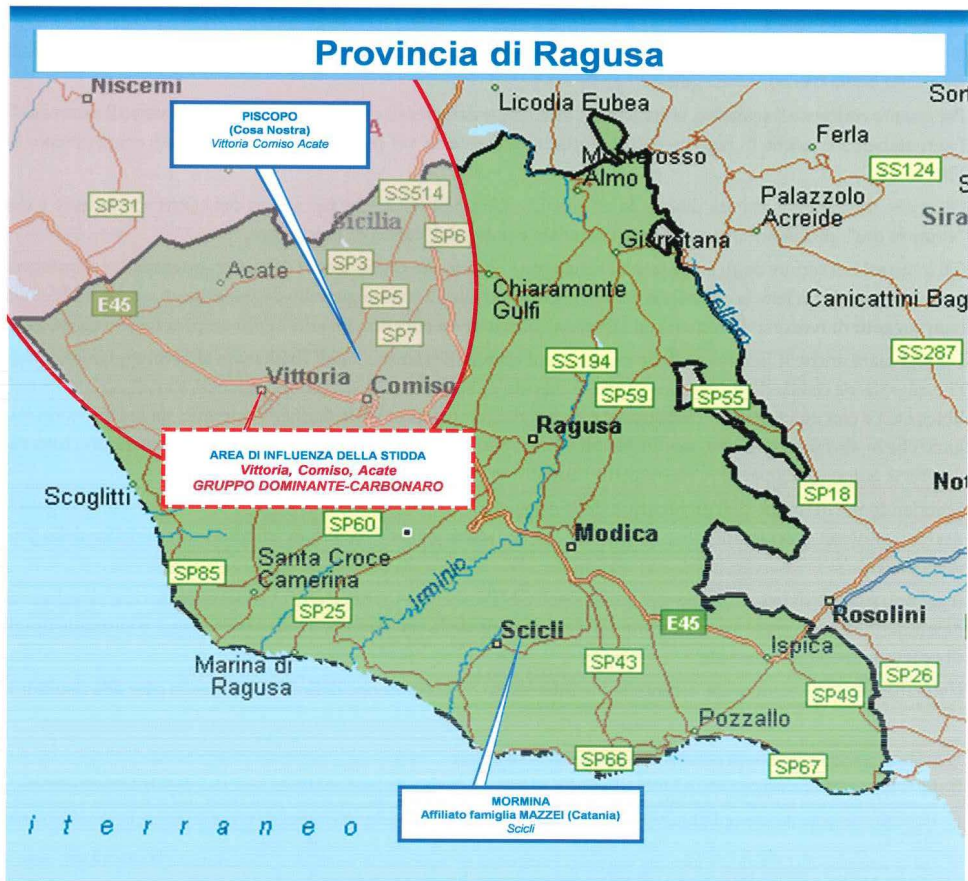 Provincia di Ragusa
Niscemi
PISCOPO
(Cosa Nostra)
Vittoria Comiso Acate
A
Licodia Eubea
Sor
Ferla
Monterosso
Almo
SS124
Palazzolo
Acreide
S
Sira
SP31
SS514
Sicilia
SP6
SP3
Giarratana
Acate
E45
SP5
SP7
Chiaramonte
Gulfi
Tellaro
Canicattini Bag
SS194
SS287
Vittoria
Comiso
SP59
SP55
Ragusa
AREA DI INFLUENZA DELLA STIDDA
Vittoria, Comiso, Acate
GRUPPO DOMINANTE-CARBONARO
Scoglitti
SP18
Not
SP60
Modica
Santa Croce
Camerina
SP85
Irminio
SP25
Rosolini
E45
Scicli
Ispica
SP43
SP26
Marina di
Ragusa
SP49
Pozzallo
SP66
SP67
MORMINA
Affiliato famiglia MAZZEI (Catania)
Scicli
iterraneo